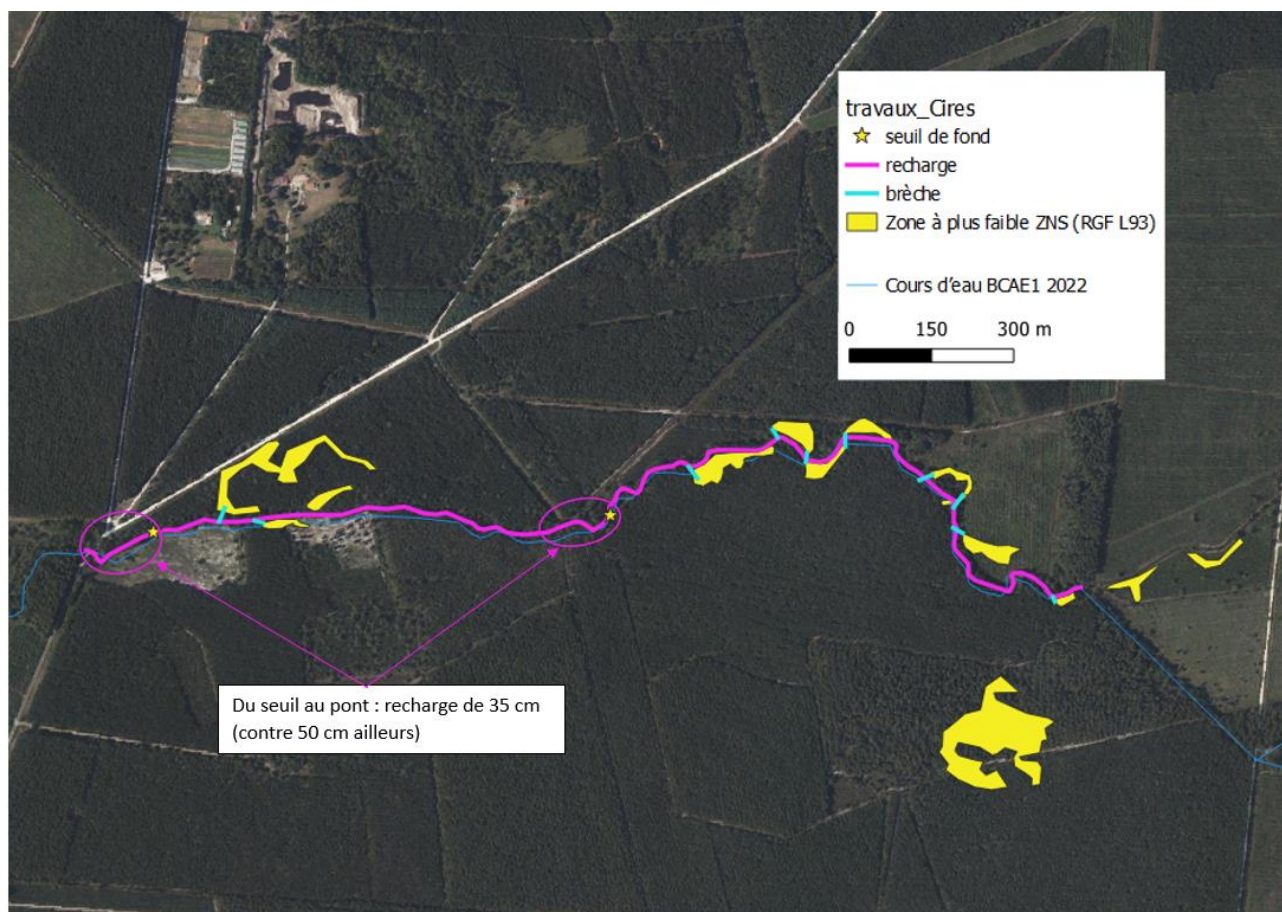 travaux_Cires
seuil de fond
recharge
brèche
Zone à plus faible ZNS (RGF L93)
Cours d'eau BCAE1 2022
0 150 300 m
Du seuil au pont : recharge de 35 cm
(contre 50 cm ailleurs)